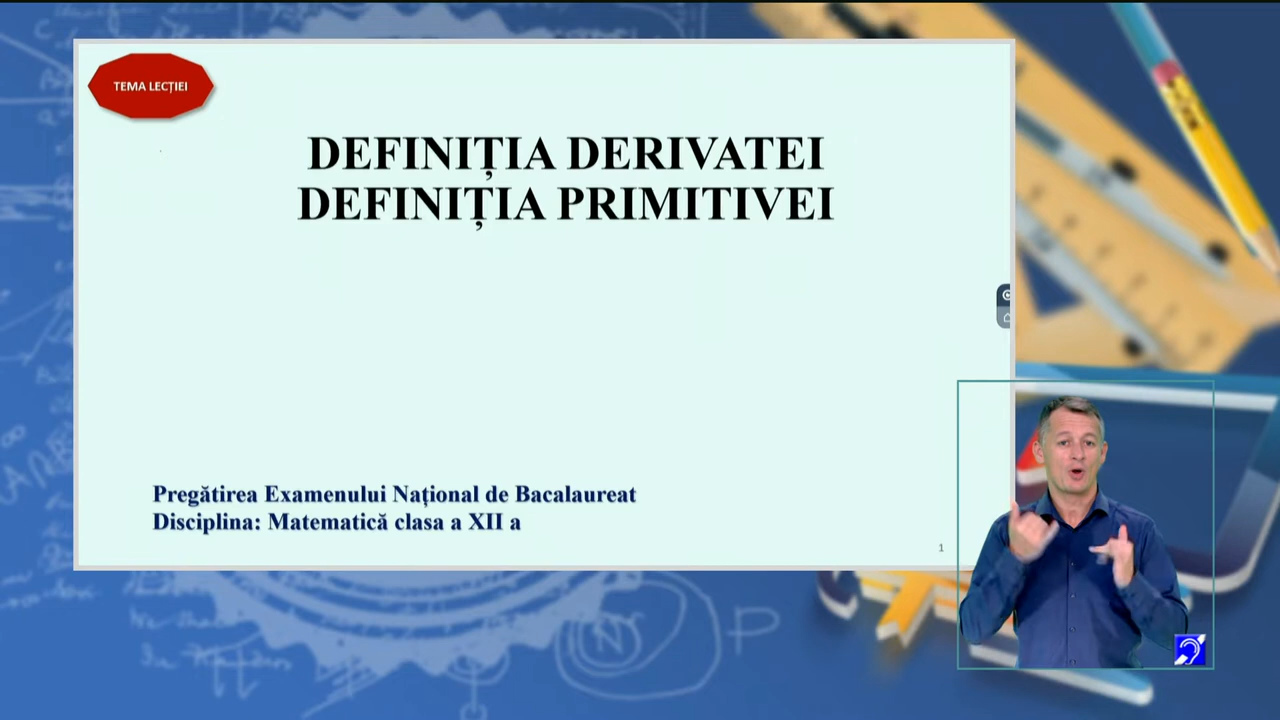 TEMA LECȚIEI
DEFINIȚIA DERIVATEI
DEFINIȚIA PRIMITIVEI
Pregătirea Examenului Național de Bacalaureat
Disciplina: Matematică clasa a XII a
1
N
P